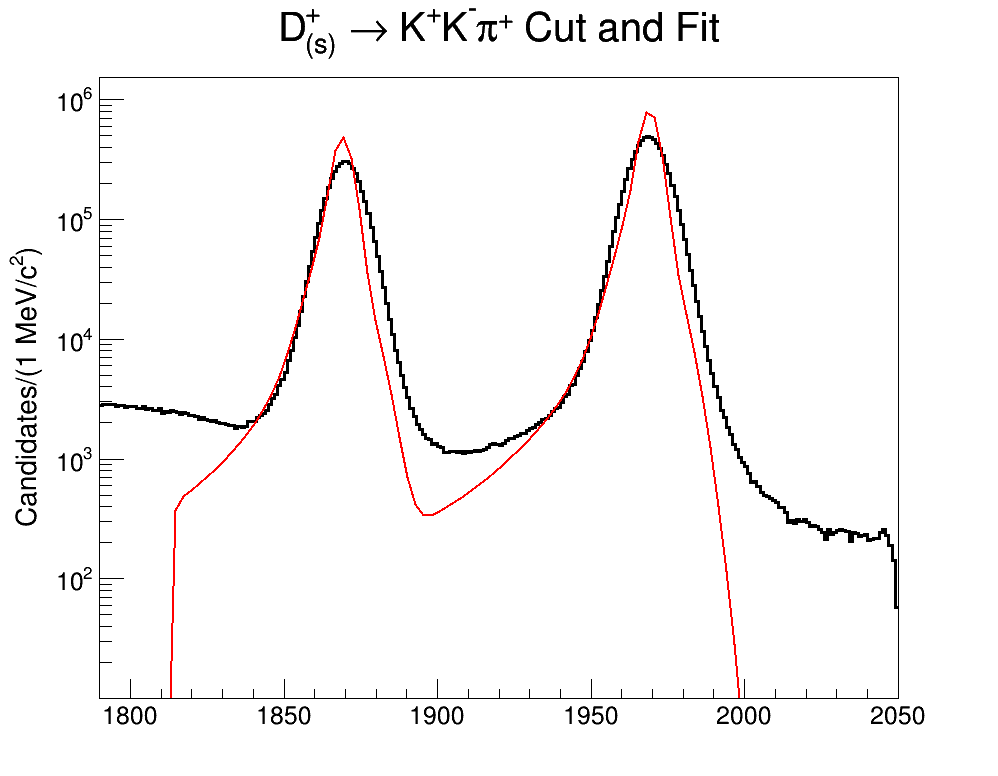 D⁺₍ₛ₎ → K⁺K⁻π⁺ Cut and Fit
Candidates/(1 MeV/c²)
10⁶
10⁵
10⁴
10³
10²
1800 1850 1900 1950 2000 2050